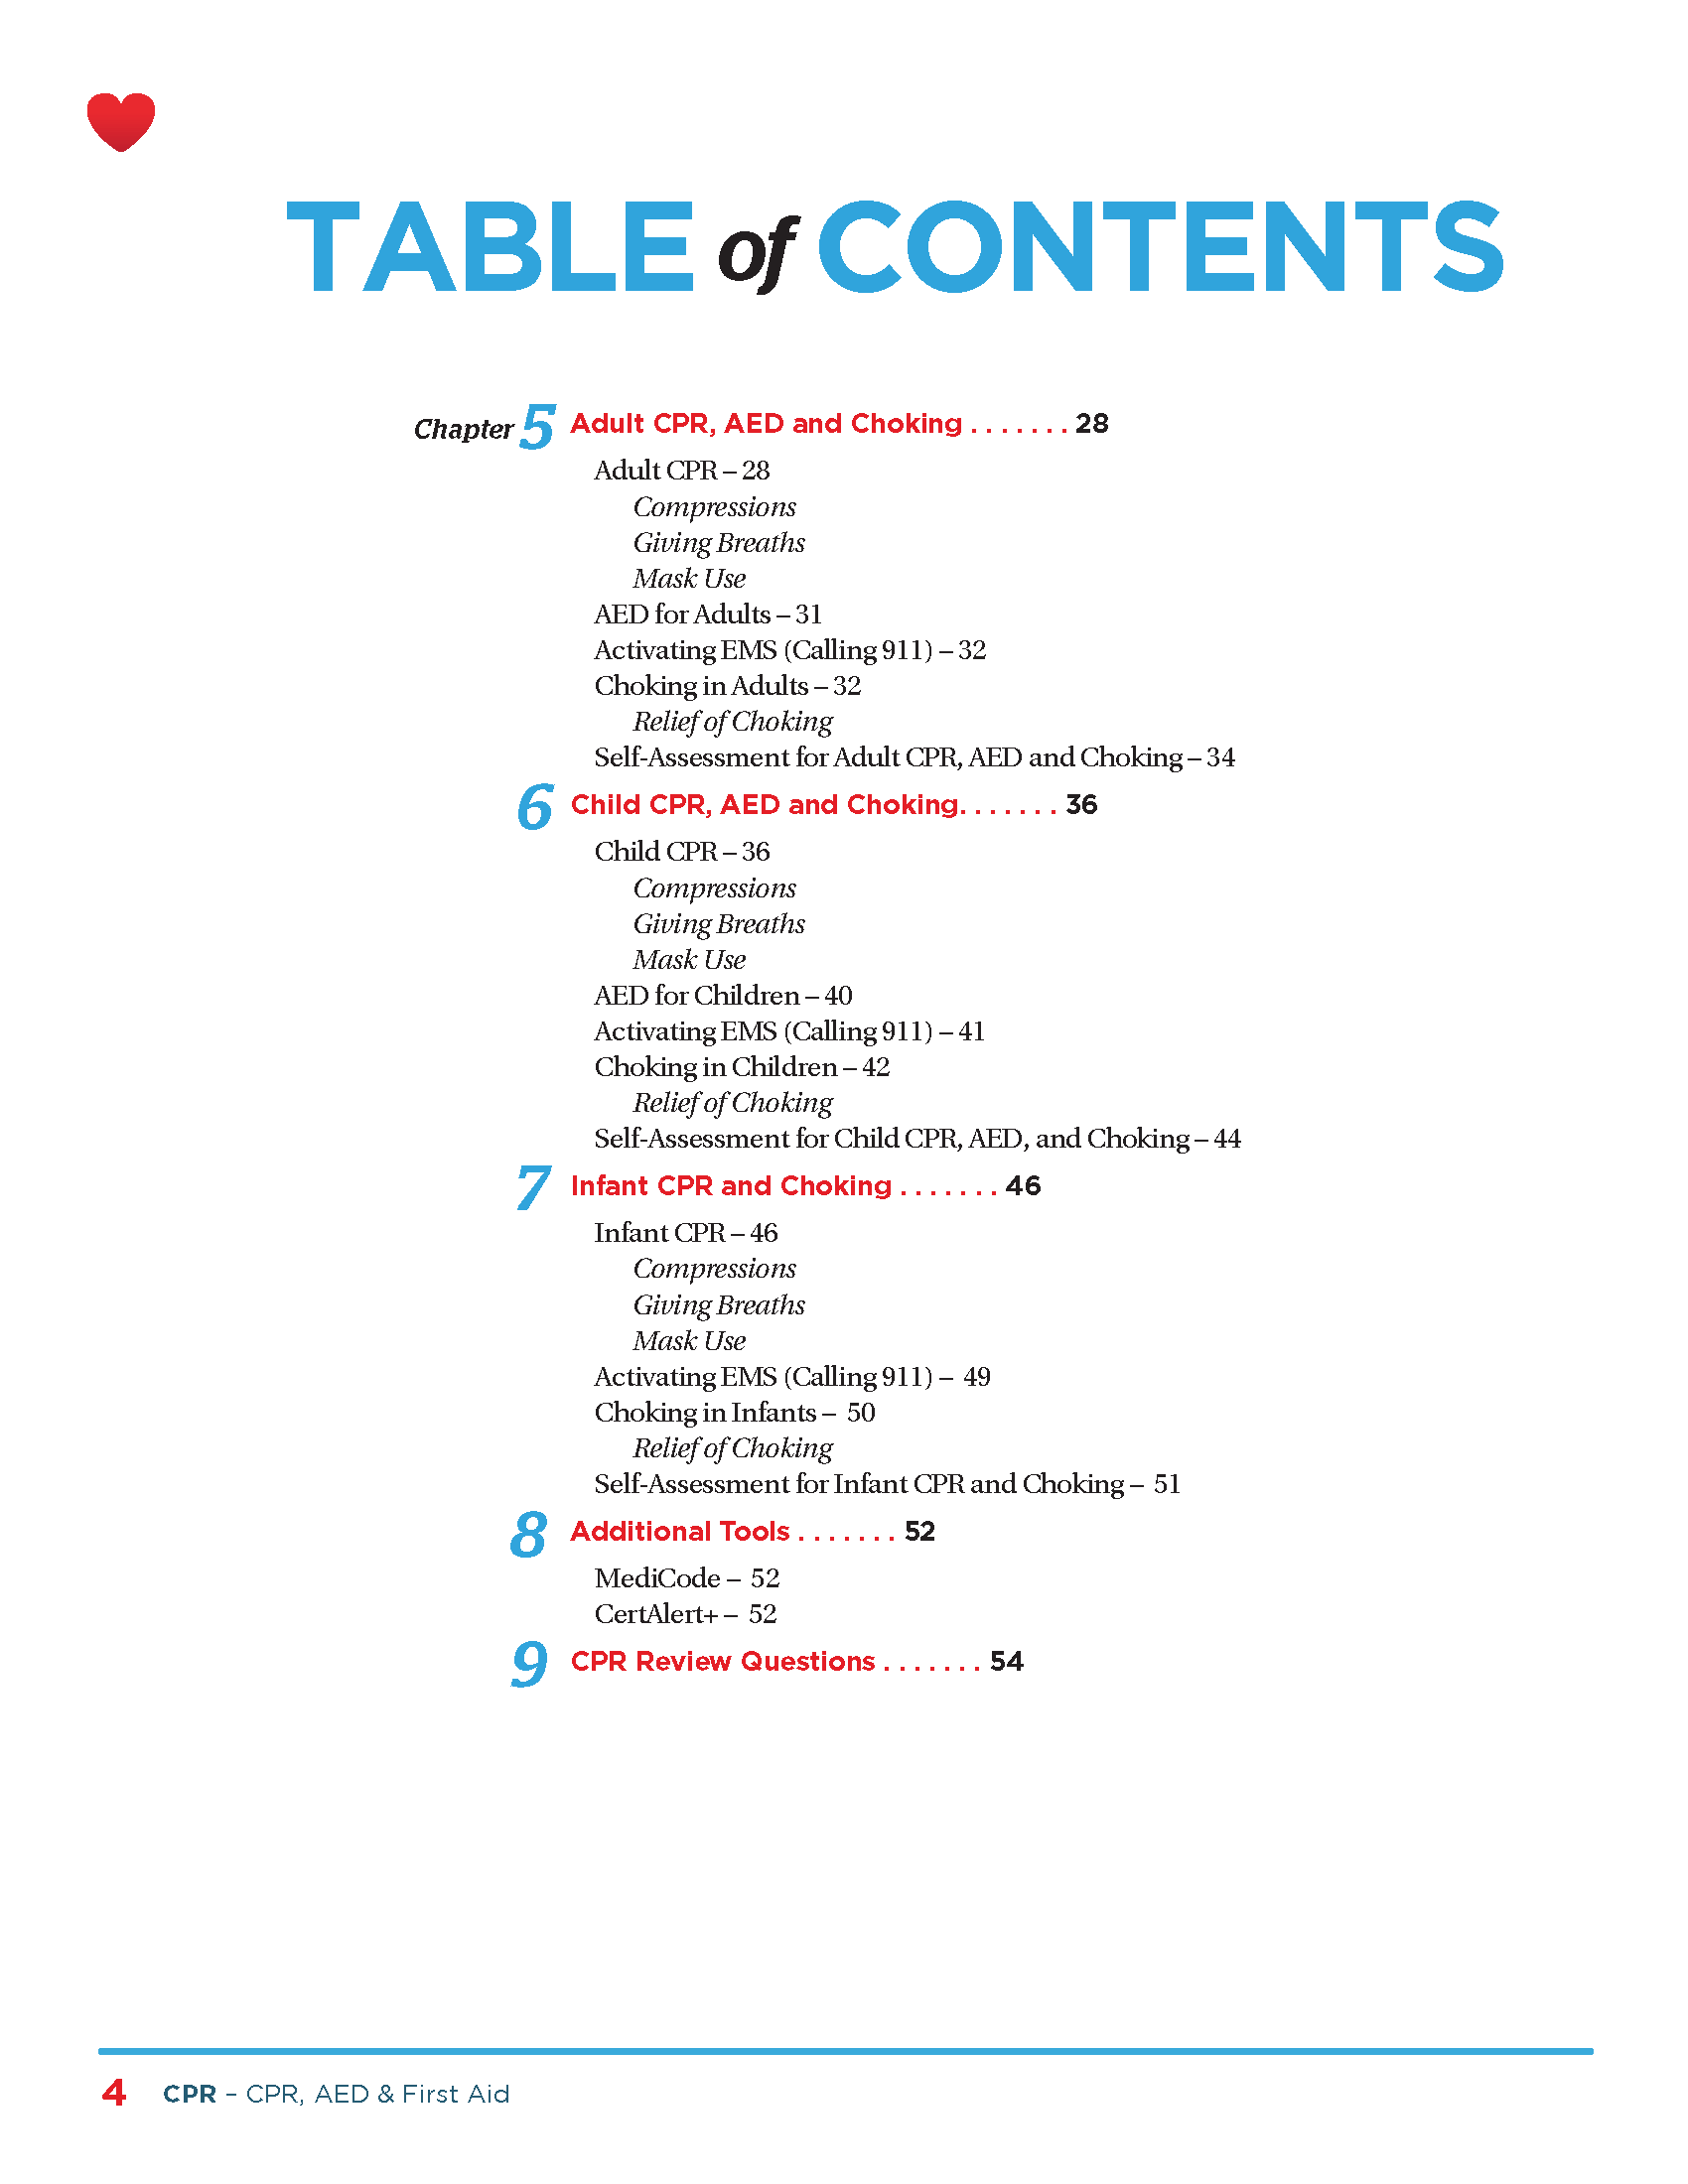 TABLE of CONTENTS
Chapter 5 Adult CPR, AED and Choking . . . . . . . 28
Adult CPR – 28
Compressions
Giving Breaths
Mask Use
AED for Adults – 31
Activating EMS (Calling 911) – 32
Choking in Adults – 32
Relief of Choking
Self-Assessment for Adult CPR, AED and Choking – 34
6 Child CPR, AED and Choking. . . . . . . 36
Child CPR – 36
Compressions
Giving Breaths
Mask Use
AED for Children – 40
Activating EMS (Calling 911) – 41
Choking in Children – 42
Relief of Choking
Self-Assessment for Child CPR, AED, and Choking – 44
7 Infant CPR and Choking . . . . . . . 46
Infant CPR – 46
Compressions
Giving Breaths
Mask Use
Activating EMS (Calling 911) – 49
Choking in Infants – 50
Relief of Choking
Self-Assessment for Infant CPR and Choking – 51
8 Additional Tools . . . . . . . 52
MediCode – 52
CertAlert+ – 52
9 CPR Review Questions . . . . . . . 54
4 CPR – CPR, AED & First Aid